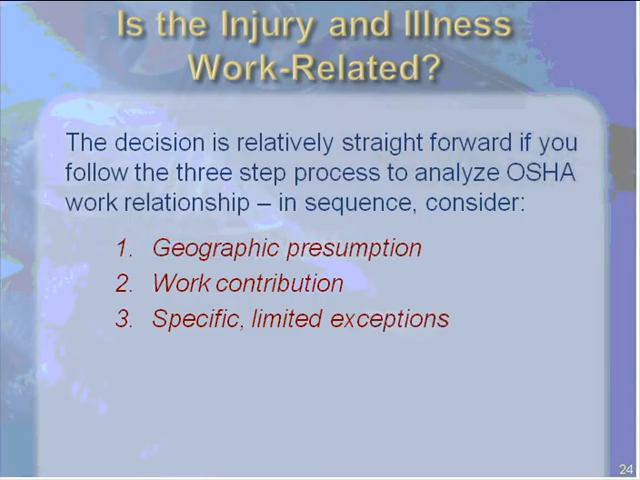 Is the Injury and Illness
Work-Related?
The decision is relatively straight forward if you
follow the three step process to analyze OSHA
work relationship – in sequence, consider:
1. Geographic presumption
2. Work contribution
3. Specific, limited exceptions
24